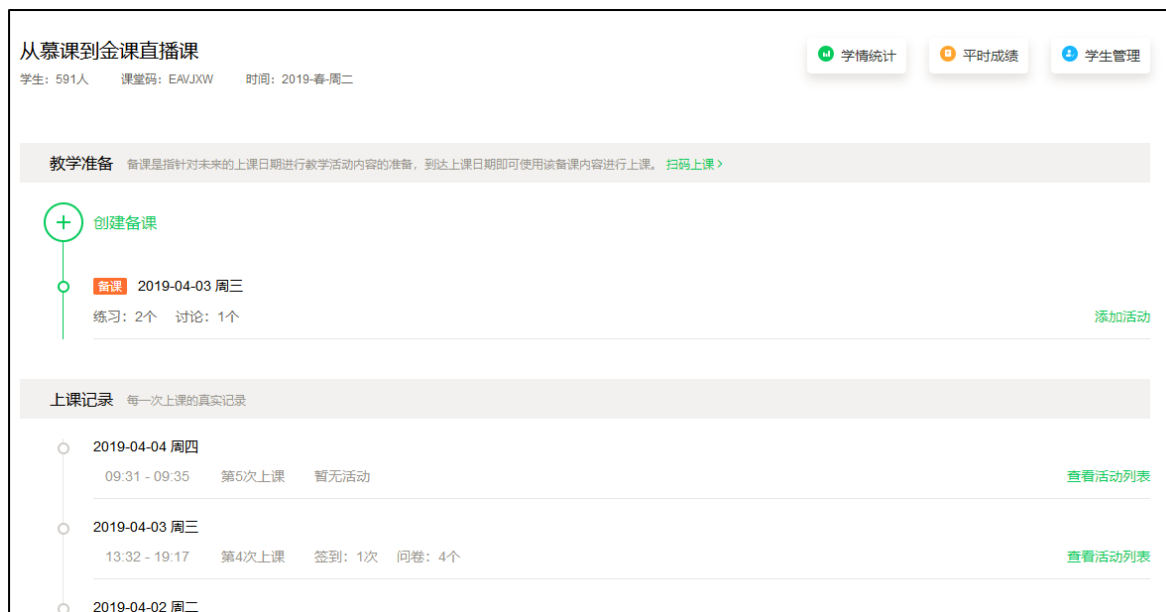 从慕课到金课直播课
学情统计 平时成绩 学生管理
学生：591人 课堂码：EAVJXW 时间：2019-春-周二
教学准备 备课是指针对未来的上课日期进行教学活动内容的准备，到达上课日期即可使用该备课内容进行上课。 扫码上课 >
创建备课
备课 2019-04-03 周三
练习：2个 讨论：1个 添加活动
上课记录 每一次上课的真实记录
2019-04-04 周四
09:31 - 09:35 第5次上课 暂无活动 查看活动列表
2019-04-03 周三
13:32 - 19:17 第4次上课 签到：1次 问卷：4个 查看活动列表
2019-04-02 周二